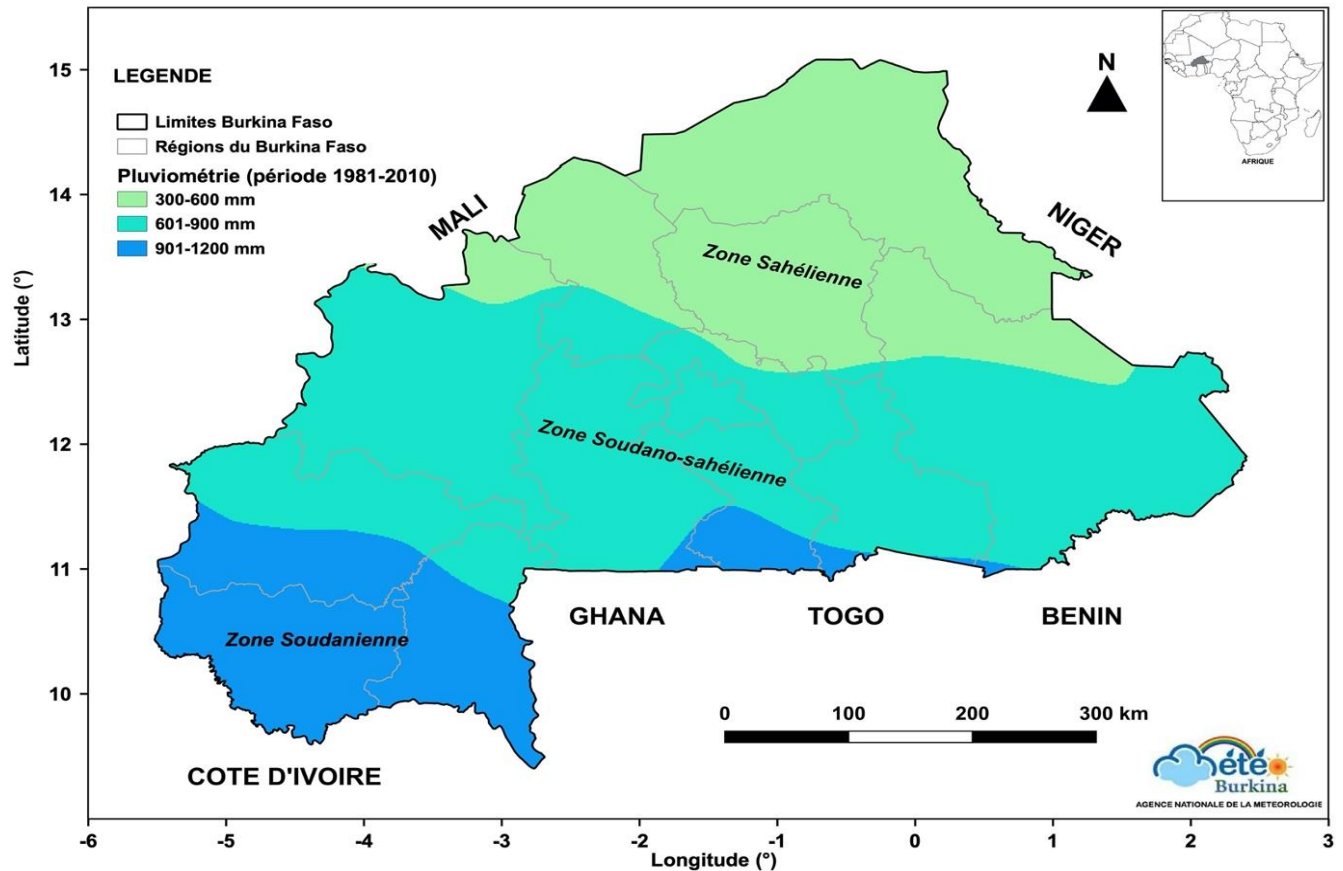 LEGENDE
Limites Burkina Faso
Régions du Burkina Faso
Pluviométrie (période 1981-2010)
300-600 mm
601-900 mm
901-1200 mm
N
AFRIQUE
MALI
NIGER
Zone Sahélienne
Zone Soudano-sahélienne
Zone Soudanienne
GHANA
TOGO
BENIN
COTE D'IVOIRE
0 100 200 300 km
été
Burkina
AGENCE NATIONALE DE LA METEOROLOGIE
Latitude (°)
15
14
13
12
11
10
-6 -5 -4 -3 -2 -1 0 1 2 3
Longitude (°)